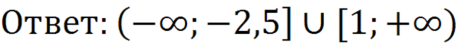 Ответ: (−∞; −2,5] ∪ [1; +∞)